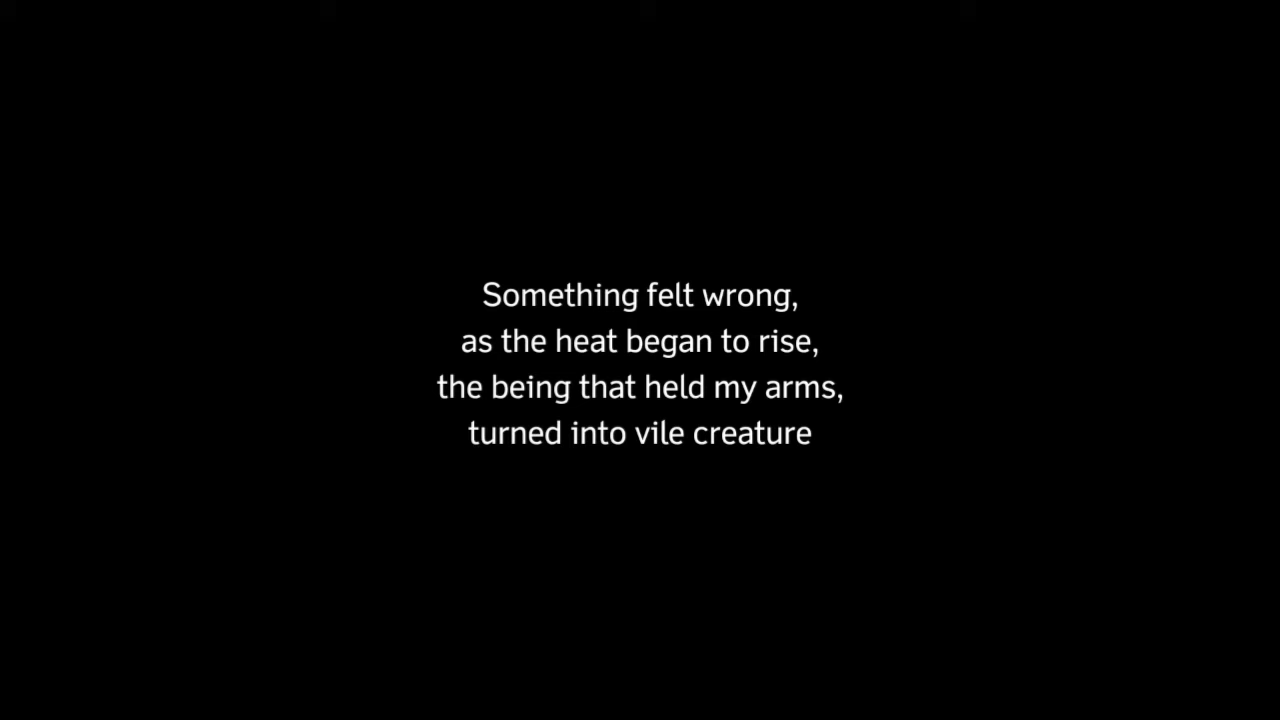 Something felt wrong,
as the heat began to rise,
the being that held my arms,
turned into vile creature